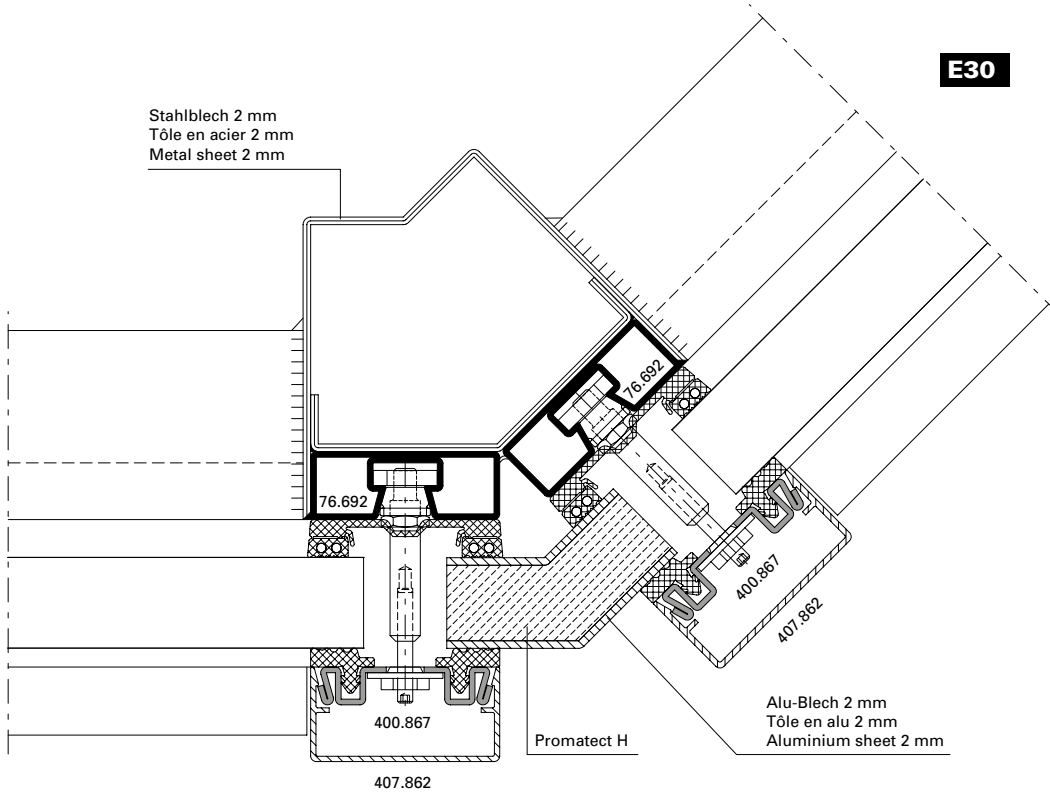 E30
Stahlblech 2 mm
Tôle en acier 2 mm
Metal sheet 2 mm
76.692
76.692
400.867
407.862
400.867
407.862
Promatect H
Alu-Blech 2 mm
Tôle en alu 2 mm
Aluminium sheet 2 mm